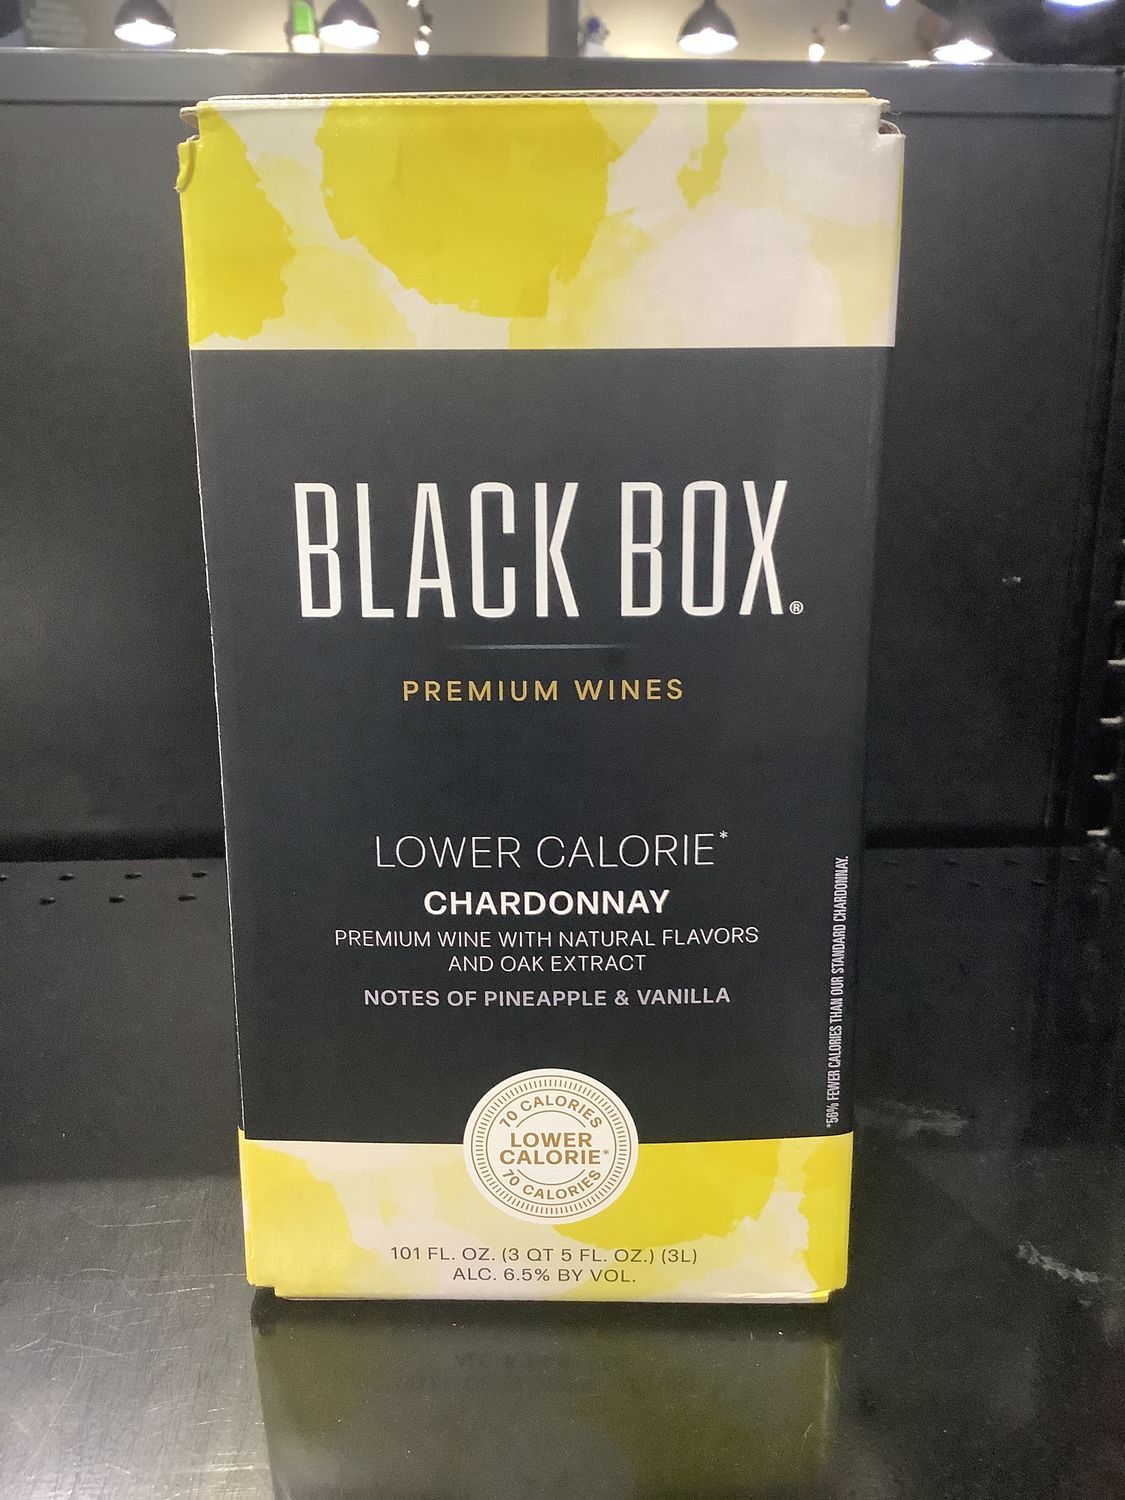 BLACK BOX®
PREMIUM WINES
LOWER CALORIE*
CHARDONNAY
PREMIUM WINE WITH NATURAL FLAVORS
AND OAK EXTRACT
NOTES OF PINEAPPLE & VANILLA
*56% FEWER CALORIES THAN OUR STANDARD CHARDONNAY.
70 CALORIES
LOWER
CALORIE*
70 CALORIES
101 FL. OZ. (3 QT 5 FL. OZ.) (3L)
ALC. 6.5% BY VOL.